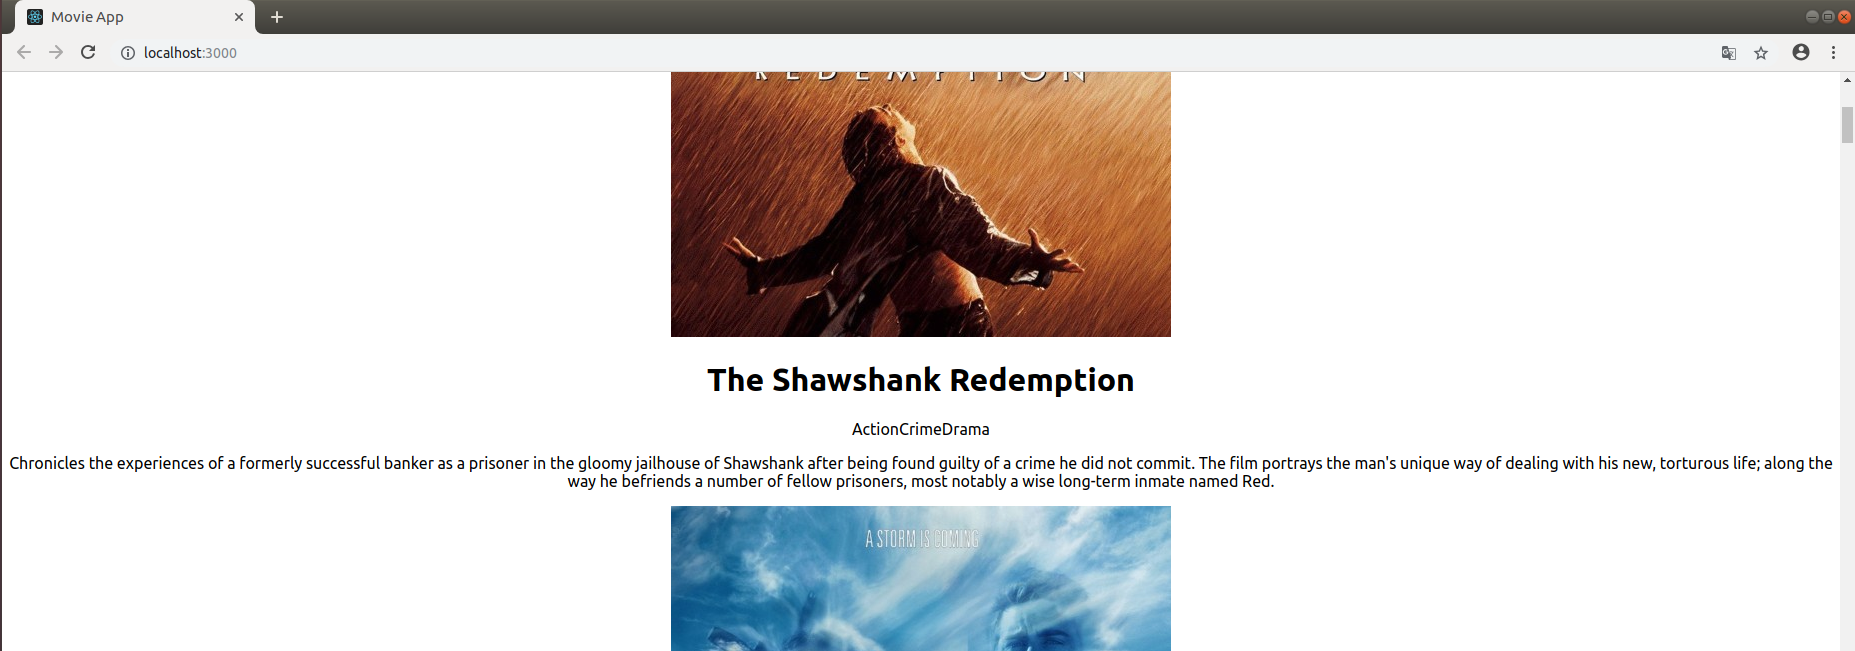 Movie App
localhost:3000
REDEMPTION
The Shawshank Redemption
ActionCrimeDrama
Chronicles the experiences of a formerly successful banker as a prisoner in the gloomy jailhouse of Shawshank after being found guilty of a crime he did not commit. The film portrays the man's unique way of dealing with his new, torturous life; along the
way he befriends a number of fellow prisoners, most notably a wise long-term inmate named Red.
A STORM IS COMING